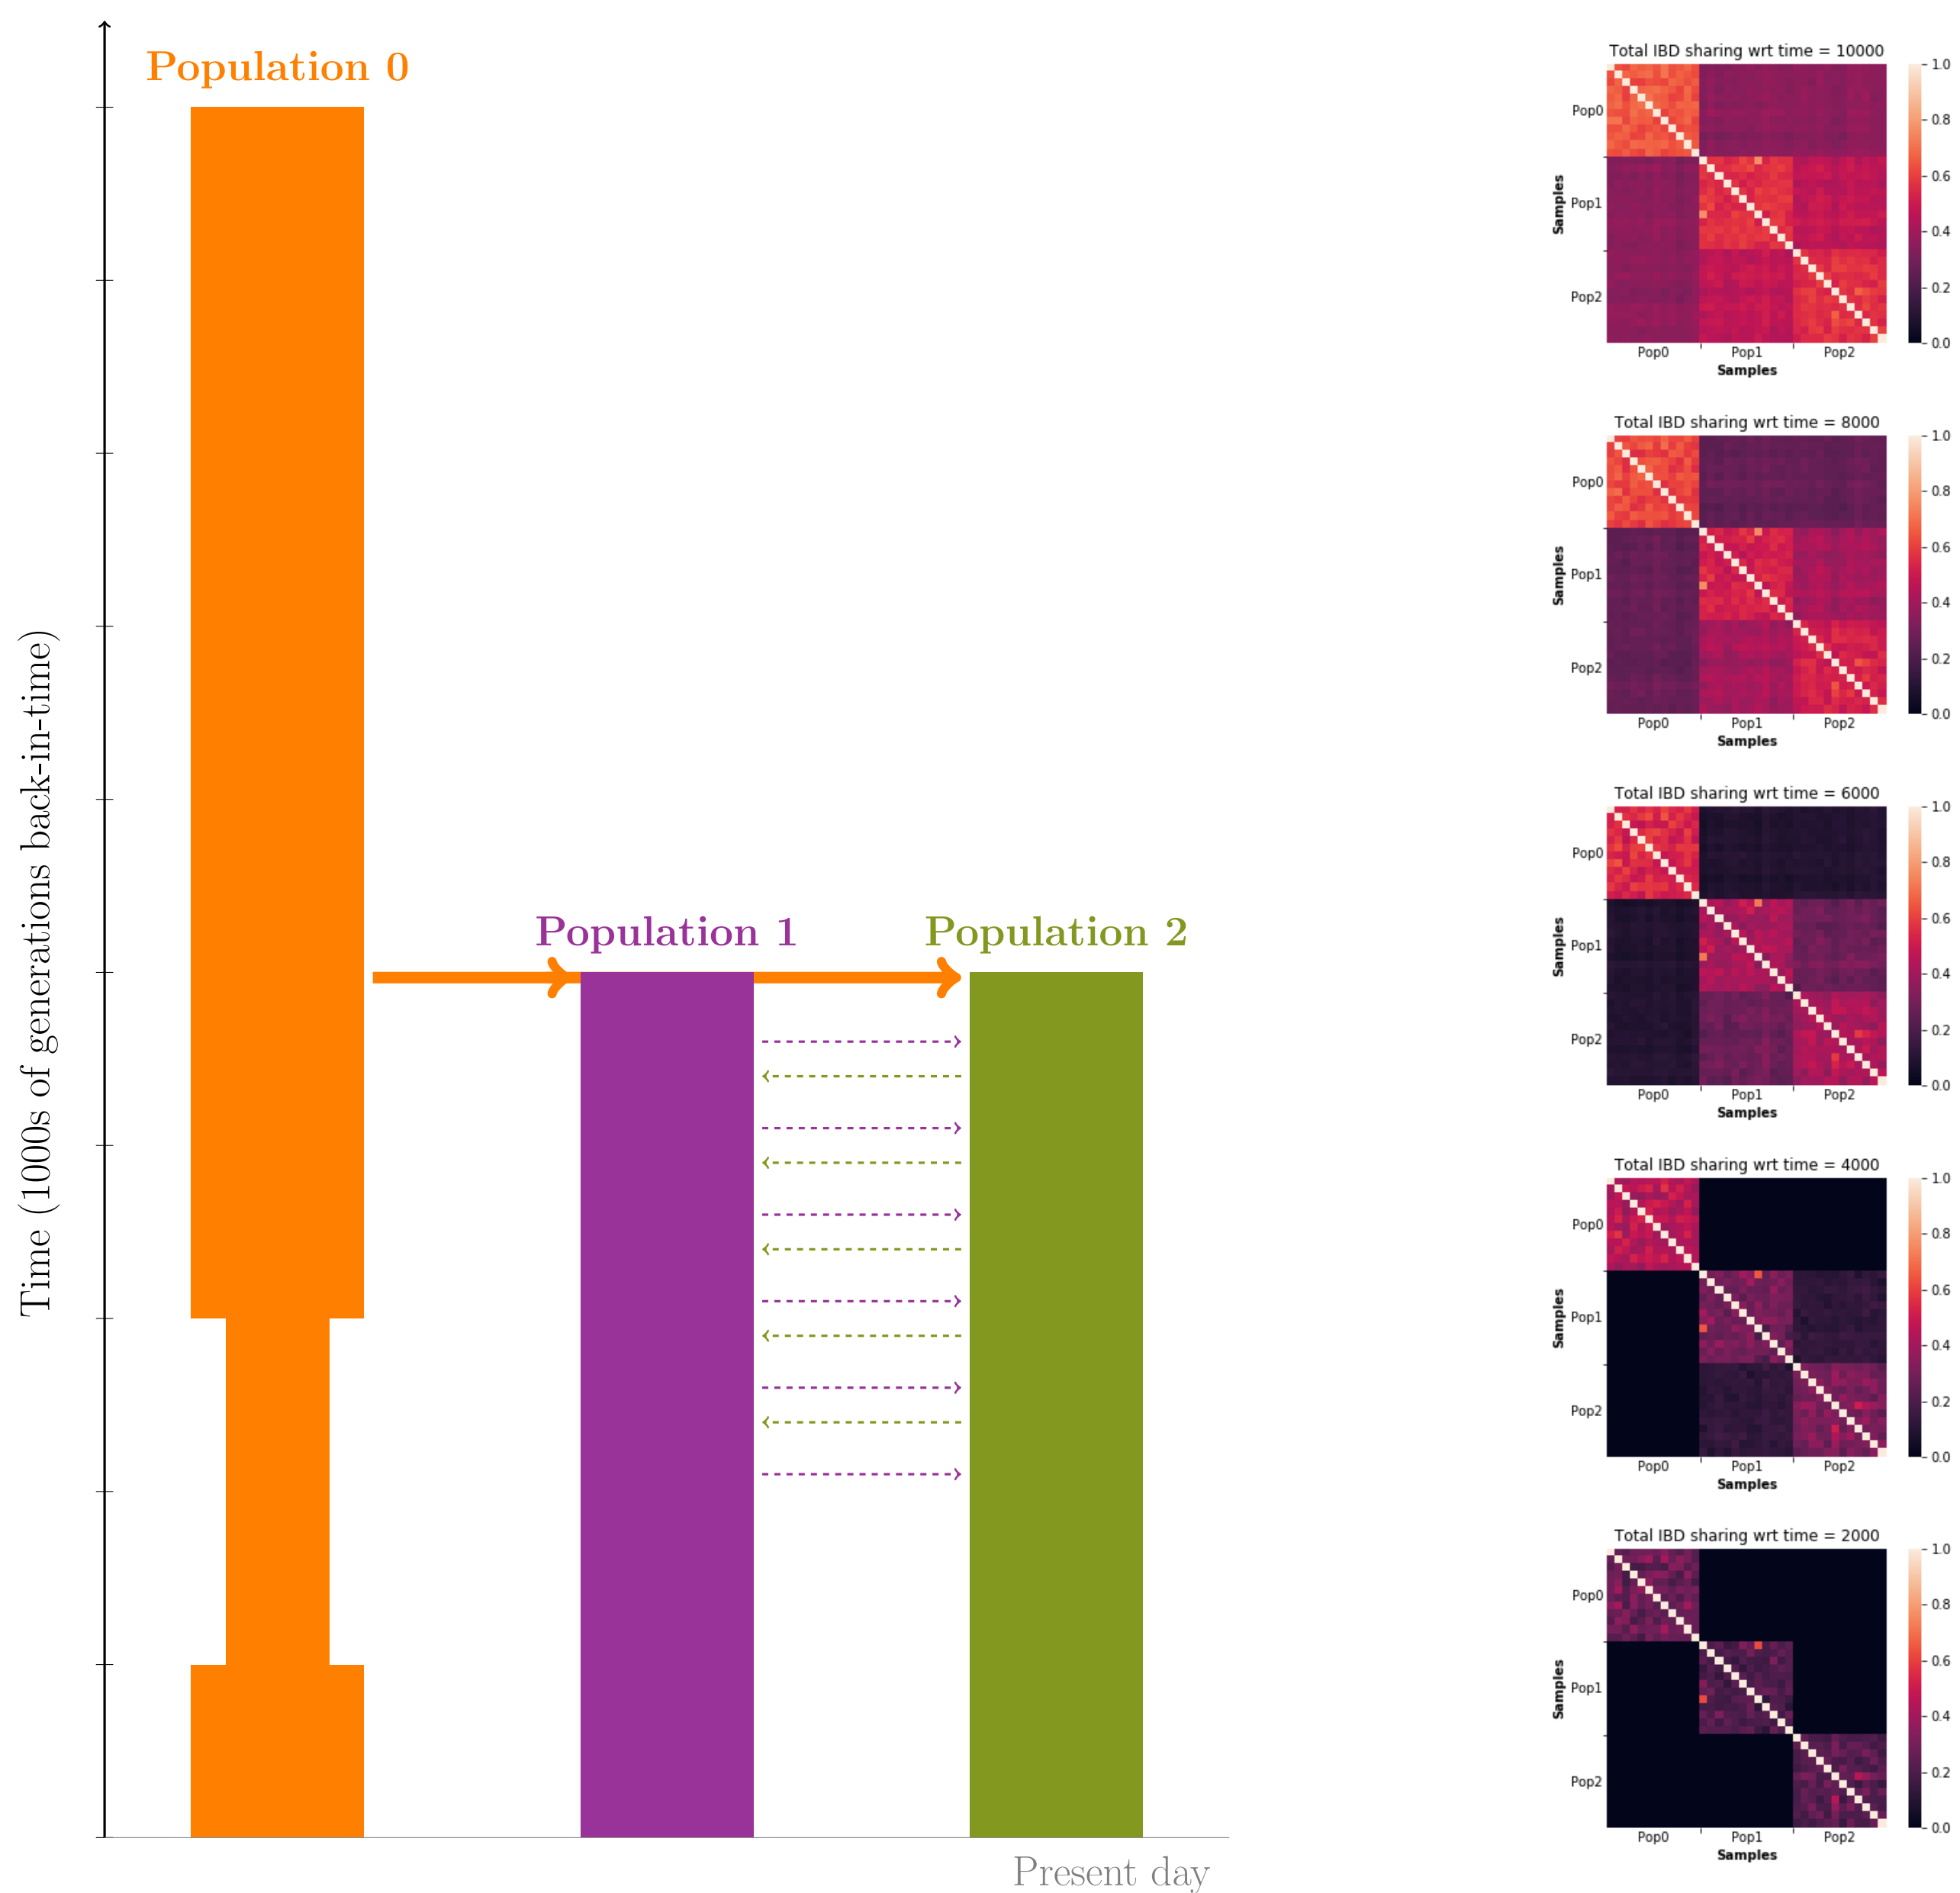 Population 0
Time (1000s of generations back-in-time)
Population 1
Population 2
Present day
Total IBD sharing wrt time = 10000
Samples
Pop0
Pop1
Pop2
Pop0 Pop1 Pop2
Samples
1.0
0.8
0.6
0.4
0.2
0.0
Total IBD sharing wrt time = 8000
Samples
Pop0
Pop1
Pop2
Pop0 Pop1 Pop2
Samples
1.0
0.8
0.6
0.4
0.2
0.0
Total IBD sharing wrt time = 6000
Samples
Pop0
Pop1
Pop2
Pop0 Pop1 Pop2
Samples
1.0
0.8
0.6
0.4
0.2
0.0
Total IBD sharing wrt time = 4000
Samples
Pop0
Pop1
Pop2
Pop0 Pop1 Pop2
Samples
1.0
0.8
0.6
0.4
0.2
0.0
Total IBD sharing wrt time = 2000
Samples
Pop0
Pop1
Pop2
Pop0 Pop1 Pop2
Samples
1.0
0.8
0.6
0.4
0.2
0.0